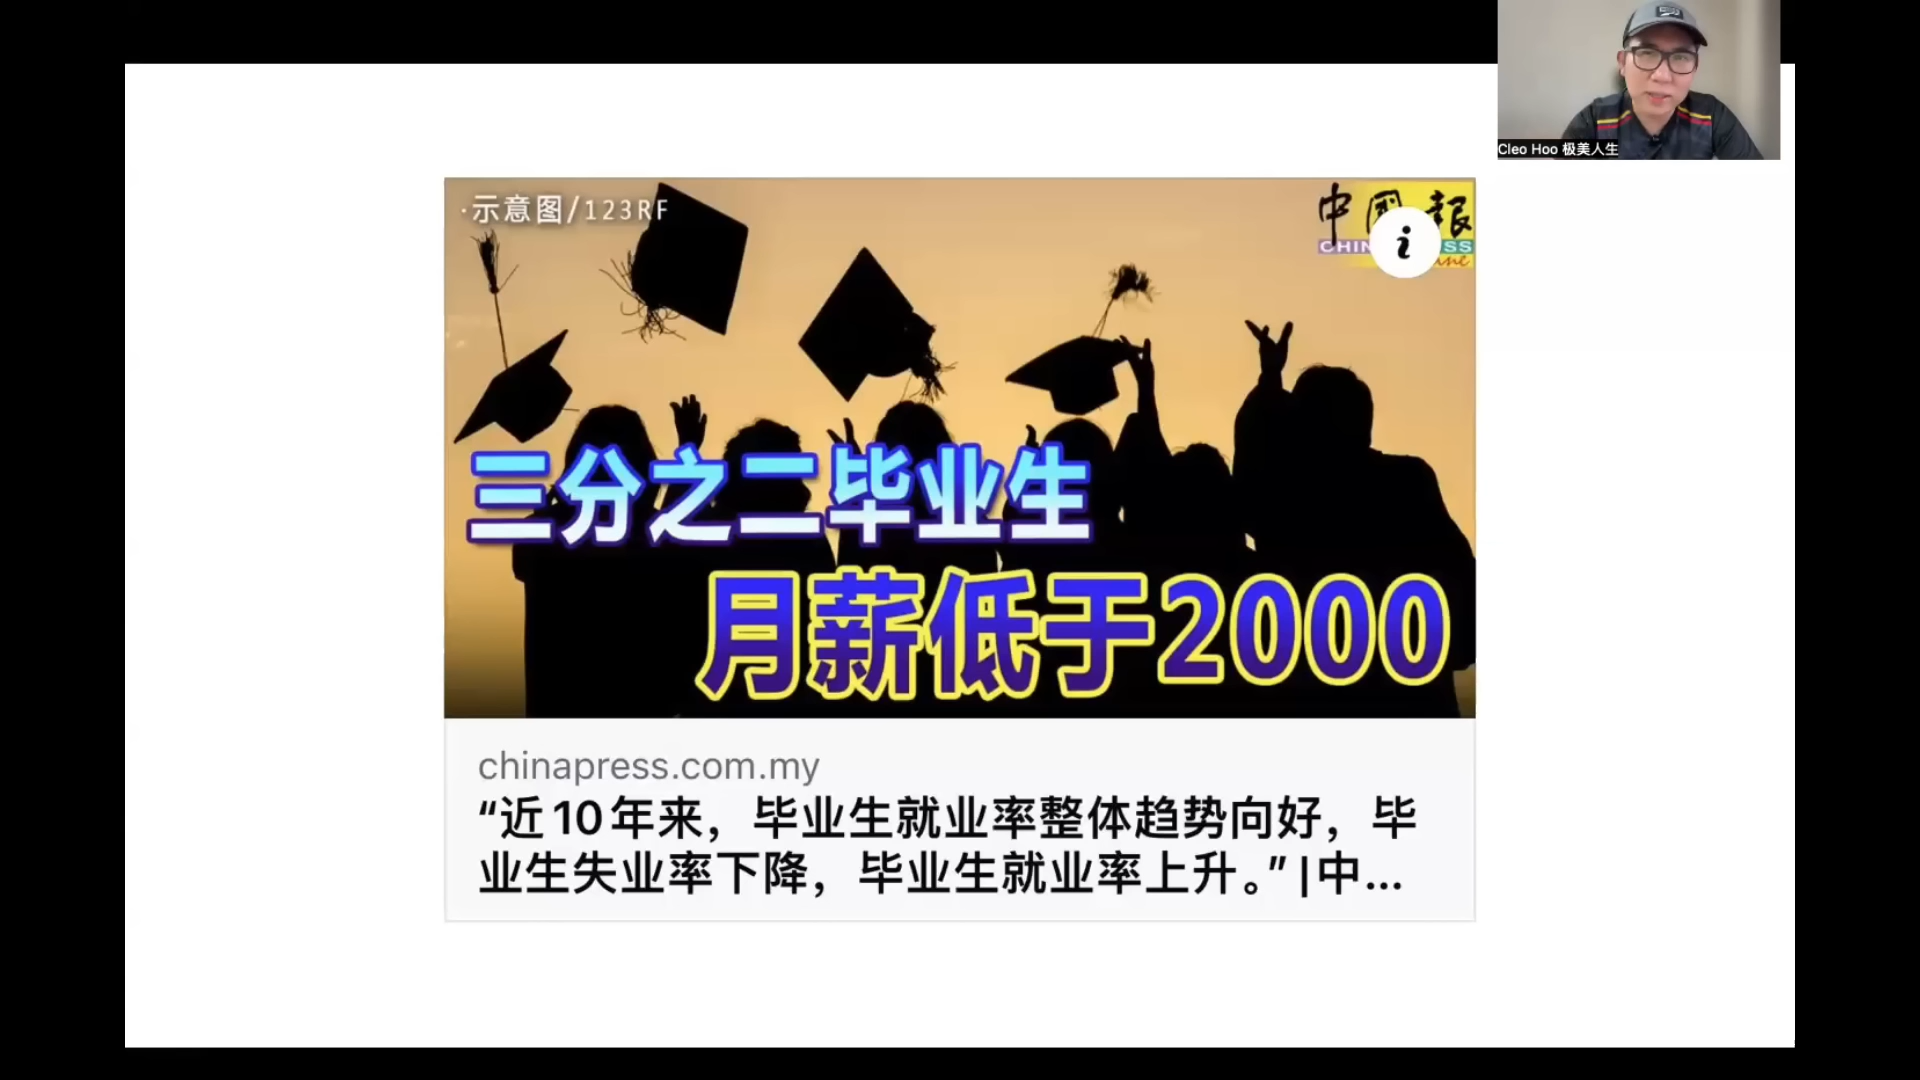 Cleo Hoo 极美人生
·示意图/123RF
中國報
三分之二毕业生
月薪低于2000
chinapress.com.my
“近10年来，毕业生就业率整体趋势向好，毕
业生失业率下降，毕业生就业率上升。”|中...